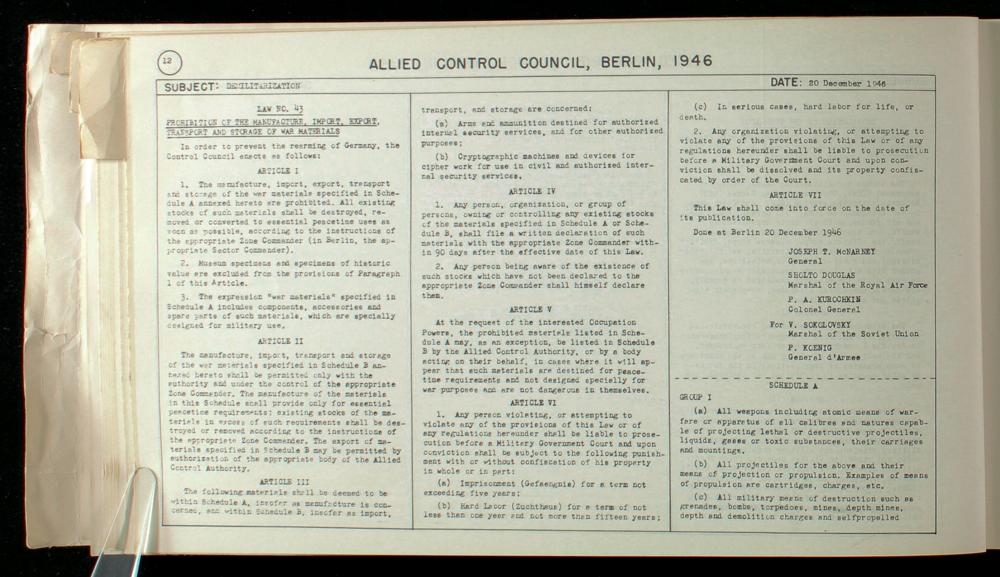 12
ALLIED CONTROL COUNCIL, BERLIN, 1946
SUBJECT: DEMILITARIZATION
DATE: 20 December 1946
LAW NO. 43
PROHIBITION OF THE MANUFACTURE, IMPORT, EXPORT,
TRANSPORT AND STORAGE OF WAR MATERIALS
In order to prevent the rearming of Germany, the
Control Council enacts as follows:
ARTICLE I
1. The manufacture, import, export, transport
and storage of the war materials specified in Sche-
dule A annexed hereto are prohibited. All existing
stocks of such materials shall be destroyed, re-
moved or converted to essential peacetime uses as
soon as possible, according to the instructions of
the appropriate Zone Commander (in Berlin, the ap-
propriate Sector Commander).
2. Museum specimens and specimens of historic
value are excluded from the provisions of Paragraph
1 of this Article.
3. The expression "war materials" specified in
Schedule A includes components, accessories and
spare parts of such materials, which are specially
designed for military use.
ARTICLE II
The manufacture, import, transport and storage
of the war materials specified in Schedule B an-
nexed hereto shall be permitted only with the
authority and under the control of the appropriate
Zone Commander. The manufacture of the materials
in this Schedule shall provide only for essential
peacetime requirements; existing stocks of the ma-
terials in excess of such requirements shall be des-
troyed or removed according to the instructions of
the appropriate Zone Commander. The export of ma-
terials specified in Schedule B may be permitted by
authorization of the appropriate body of the Allied
Control Authority.
ARTICLE III
The following materials shall be deemed to be
within Schedule A, insofar as manufacture is con-
cerned, and within Schedule B, insofar as import,
transport, and storage are concerned:
(a) Arms and ammunition destined for authorized
internal security services, and for other authorized
purposes;
(b) Cryptographic machines and devices for
cipher work for use in civil and authorized inter-
nal security services.
ARTICLE IV
1. Any person, organization, or group of
persons, owning or controlling any existing stocks
of the materials specified in Schedule A or Sche-
dule B, shall file a written declaration of such
materials with the appropriate Zone Commander with-
in 90 days after the effective date of this Law.
2. Any person being aware of the existence of
such stocks which have not been declared to the
appropriate Zone Commander shall himself declare
them.
ARTICLE V
At the request of the interested Occupation
Powers, the prohibited materials listed in Sche-
dule A may, as an exception, be listed in Schedule
B by the Allied Control Authority, or by a body
acting on their behalf, in cases where it will ap-
pear that such materials are destined for peace-
time requirements and not designed specially for
war purposes and are not dangerous in themselves.
ARTICLE VI
1. Any person violating, or attempting to
violate any of the provisions of this Law or of
any regulations hereunder shall be liable to prose-
cution before a Military Government Court and upon
conviction shall be subject to the following punish-
ment with or without confiscation of his property
in whole or in part:
(a) Imprisonment (Gefaengnis) for a term not
exceeding five years;
(b) Hard Labor (Zuchthaus) for a term of not
less than one year and not more than fifteen years;
(c) In serious cases, hard labor for life, or
death.
2. Any organization violating, or attempting to
violate any of the provisions of this Law or of any
regulations hereunder shall be liable to prosecution
before a Military Government Court and upon con-
viction shall be dissolved and its property confis-
cated by order of the Court.
ARTICLE VII
This Law shall come into force on the date of
its publication.
Done at Berlin 20 December 1946
JOSEPH T. McNARNEY
General
SHOLTO DOUGLAS
Marshal of the Royal Air Force
P. A. KUROCHKIN
Colonel General
For V. SOKOLOVSKY
Marshal of the Soviet Union
P. KOENIG
General d'Armee
SCHEDULE A
GROUP I
(a) All weapons including atomic means of war-
fare or apparatus of all calibres and natures capab-
le of projecting lethal or destructive projectiles,
liquids, gases or toxic substances, their carriages
and mountings.
(b) All projectiles for the above and their
means of projection or propulsion. Examples of means
of propulsion are cartridges, charges, etc.
(c) All military means of destruction such as
grenades, bombs, torpedoes, mines, depth mines,
depth and demolition charges and selfpropelled